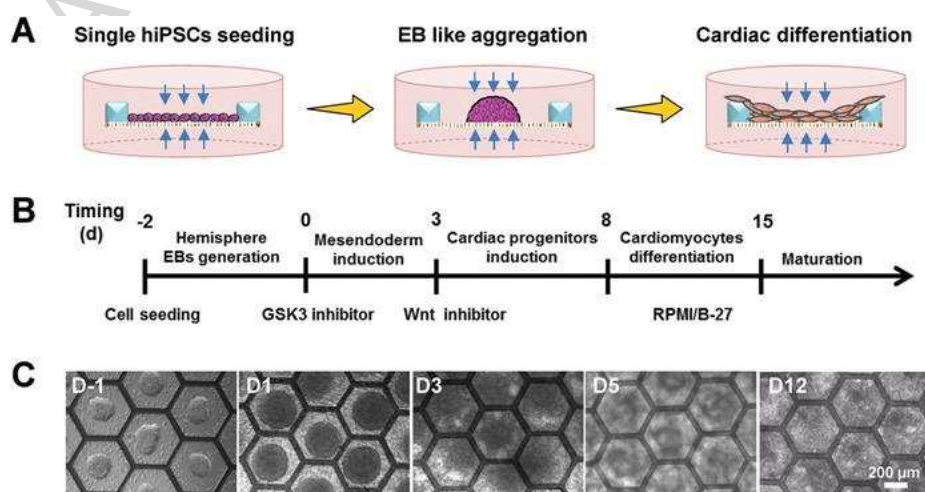 A
Single hiPSCs seeding
EB like aggregation
Cardiac differentiation
B
Timing (d)
-2
0
3
8
15
Hemisphere EBs generation
Mesendoderm induction
Cardiac progenitors induction
Cardiomyocytes differentiation
Maturation
Cell seeding
GSK3 inhibitor
Wnt inhibitor
RPMI/B-27
C
D-1
D1
D3
D5
D12
200 µm